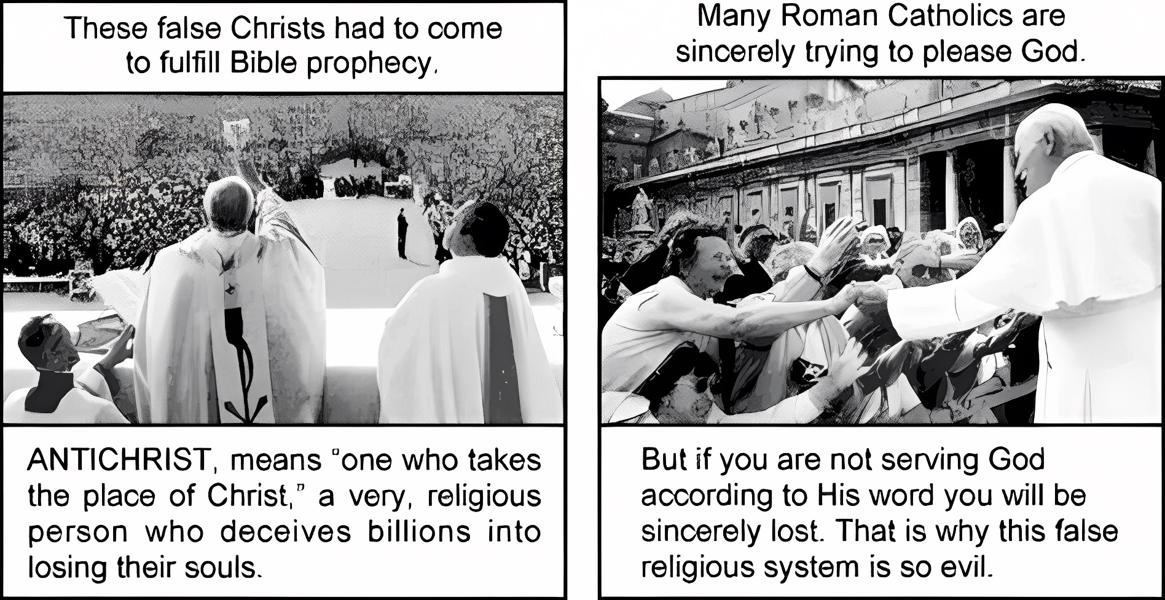 These false Christs had to come
to fulfill Bible prophecy.
ANTICHRIST, means "one who takes
the place of Christ," a very, religious
person who deceives billions into
losing their souls.
Many Roman Catholics are
sincerely trying to please God.
But if you are not serving God
according to His word you will be
sincerely lost. That is why this false
religious system is so evil.